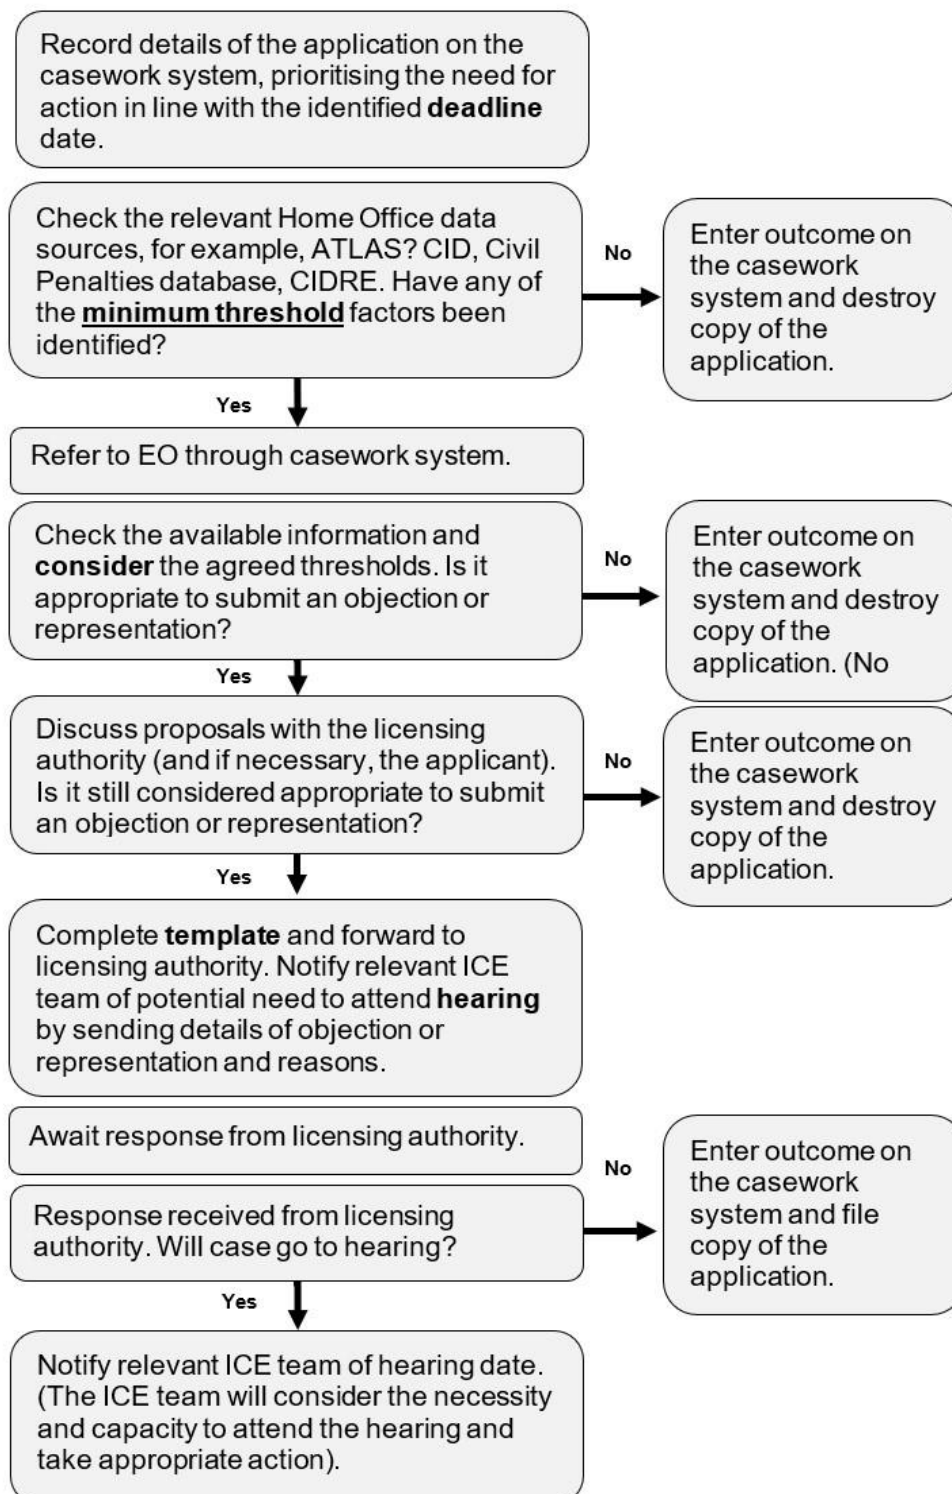 Record details of the application on the
casework system, prioritising the need for
action in line with the identified deadline
date.
Check the relevant Home Office data
sources, for example, ATLAS? CID, Civil
Penalties database, CIDRE. Have any of
the minimum threshold factors been
identified?
No
Enter outcome on
the casework
system and destroy
copy of the
application.
Yes
Refer to EO through casework system.
Check the available information and
consider the agreed thresholds. Is it
appropriate to submit an objection or
representation?
No
Enter outcome on
the casework
system and destroy
copy of the
application. (No
Yes
Discuss proposals with the licensing
authority (and if necessary, the applicant).
Is it still considered appropriate to submit
an objection or representation?
No
Enter outcome on
the casework
system and destroy
copy of the
application.
Yes
Complete template and forward to
licensing authority. Notify relevant ICE
team of potential need to attend hearing
by sending details of objection or
representation and reasons.
Await response from licensing authority.
Response received from licensing
authority. Will case go to hearing?
No
Enter outcome on
the casework
system and file
copy of the
application.
Yes
Notify relevant ICE team of hearing date.
(The ICE team will consider the necessity
and capacity to attend the hearing and
take appropriate action).